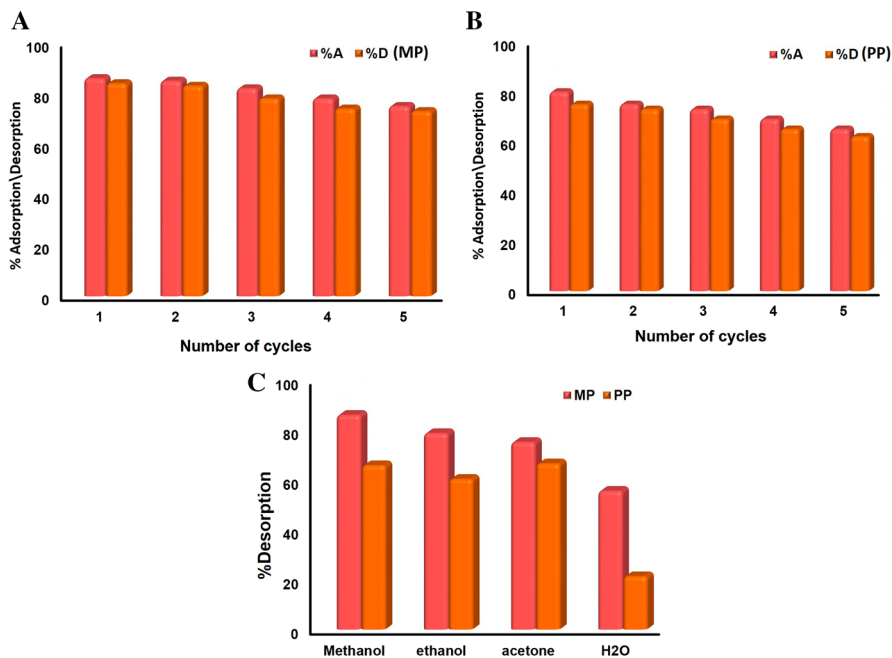 A
%A %D (MP)
% Adsorption\Desorption
100
80
60
40
20
0
1 2 3 4 5
Number of cycles
B
%A %D (PP)
% Adsorption\Desorption
100
80
60
40
20
0
1 2 3 4 5
Number of cycles
C
MP PP
%Desorption
100
80
60
40
20
0
Methanol ethanol acetone H2O